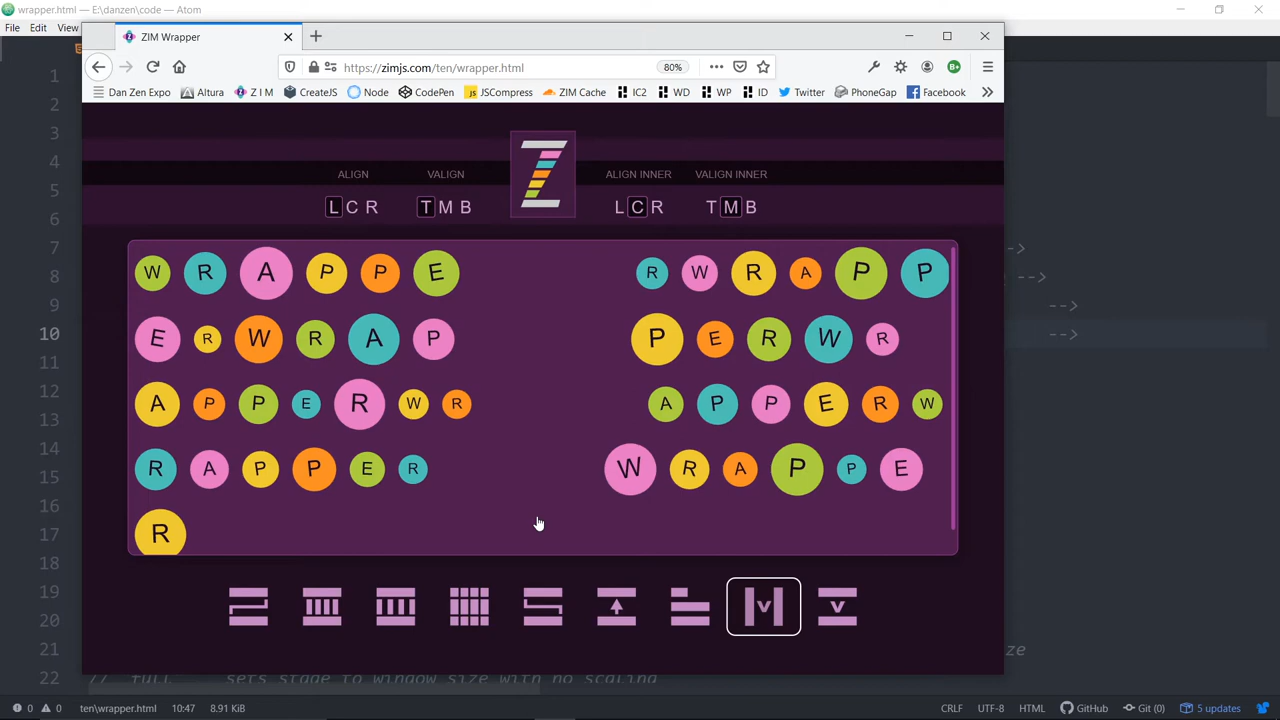 wrapper.html — E:\danzen\code — Atom
File Edit View
ZIM Wrapper
https://zimjs.com/ten/wrapper.html
80%
Dan Zen Expo Altura Z I M CreateJS Node CodePen JSCompress ZIM Cache IC2 WD WP ID Twitter PhoneGap Facebook
ALIGN VALIGN Z ALIGN INNER VALIGN INNER
L C R T M B L C R T M B
W R A P P E R W R A P P
E R W R A P P E R W R
A P P E R W R A P P E R W
R A P P E R W R A P P E
R
1
2
3
4
5
6
7 -->
8 -->
9 -->
10 -->
11
12
13
14
15
16
17
18
19
20
21 ze
22 // full sets stage to window size with no scaling
0 0 ten\wrapper.html 10:47 8.91 KiB CRLF UTF-8 HTML GitHub Git (0) 5 updates